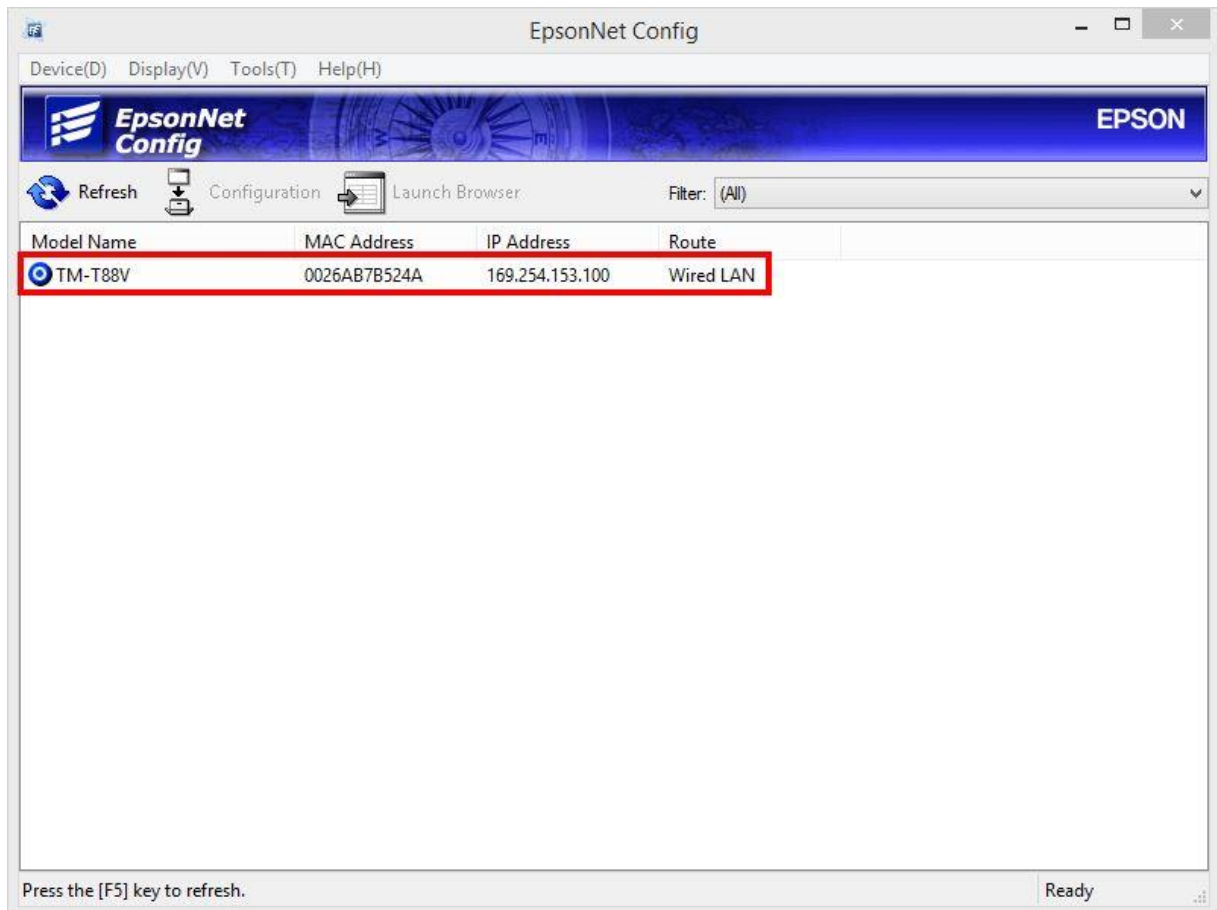 EpsonNet Config
Device(D) Display(V) Tools(T) Help(H)
EpsonNet
Config
EPSON
Refresh Configuration Launch Browser Filter: (All)
Model Name MAC Address IP Address Route
TM-T88V 0026AB7B524A 169.254.153.100 Wired LAN
Press the [F5] key to refresh. Ready